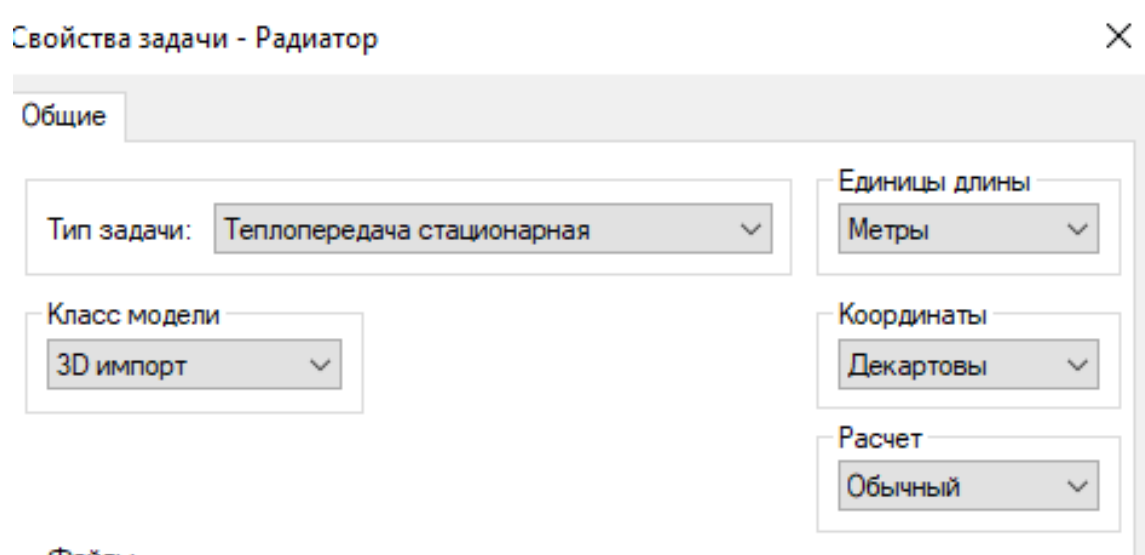 Свойства задачи - Радиатор
Общие
Тип задачи: Теплопередача стационарная
Единицы длины
Метры
Класс модели
3D импорт
Координаты
Декартовы
Расчет
Обычный